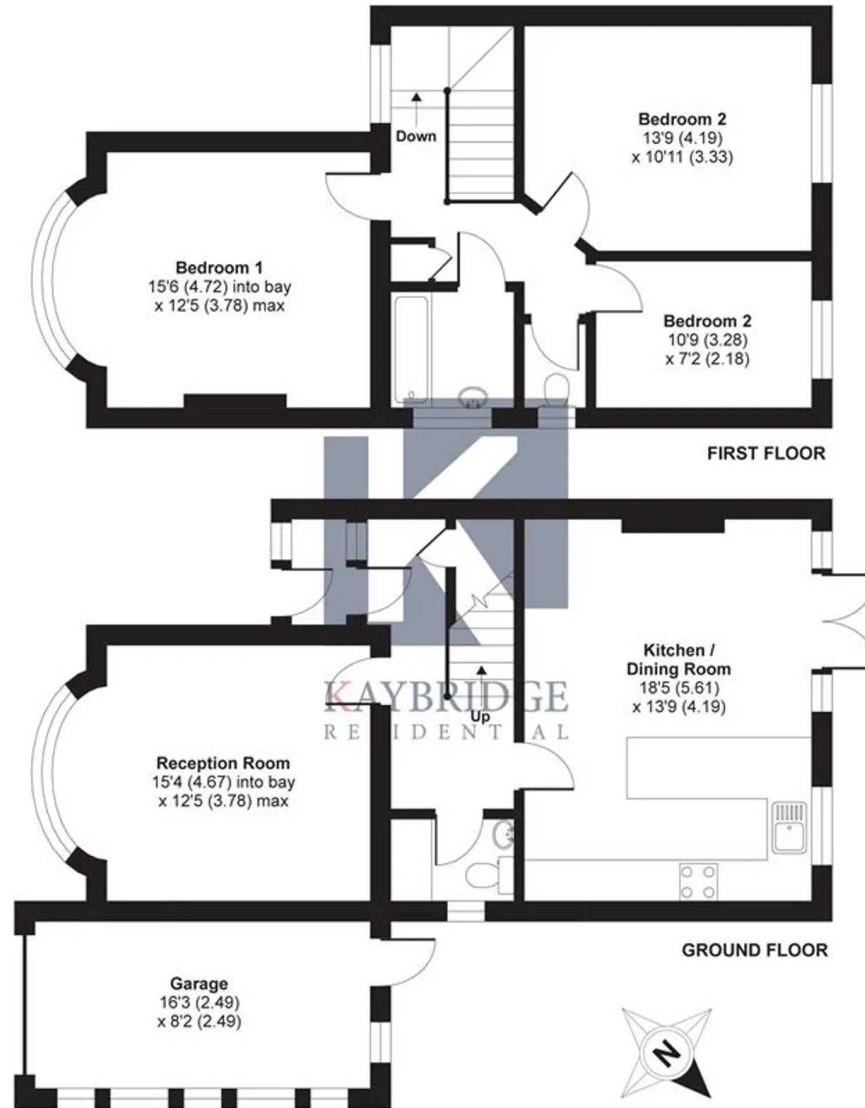 Down
Bedroom 2
13'9 (4.19)
x 10'11 (3.33)
Bedroom 1
15'6 (4.72) into bay
x 12'5 (3.78) max
Bedroom 2
10'9 (3.28)
x 7'2 (2.18)
FIRST FLOOR
Kitchen /
Dining Room
18'5 (5.61)
x 13'9 (4.19)
KAYBRIDGE
RESIDENTIAL
Up
Reception Room
15'4 (4.67) into bay
x 12'5 (3.78) max
GROUND FLOOR
Garage
16'3 (2.49)
x 8'2 (2.49)
N